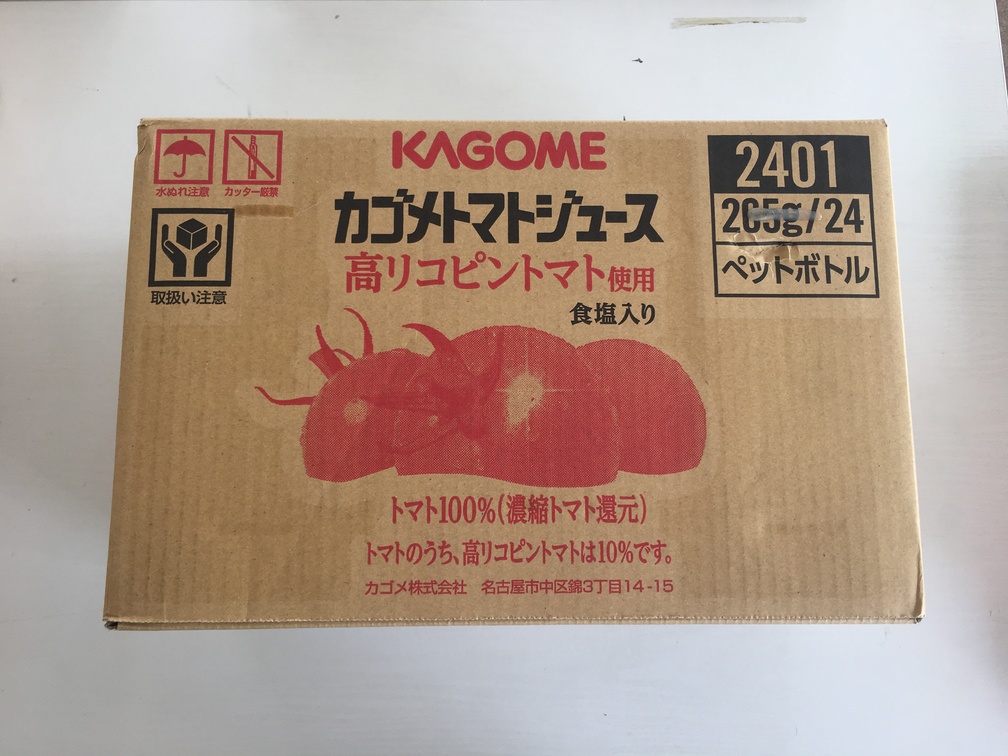 KAGOME
カゴメトマトジュース
高リコピントマト使用
食塩入り
水ぬれ注意
カッター厳禁
取扱い注意
2401
265g/24
ペットボトル
トマト100%(濃縮トマト還元)
トマトのうち、高リコピントマトは10%です。
カゴメ株式会社 名古屋市中区錦3丁目14-15